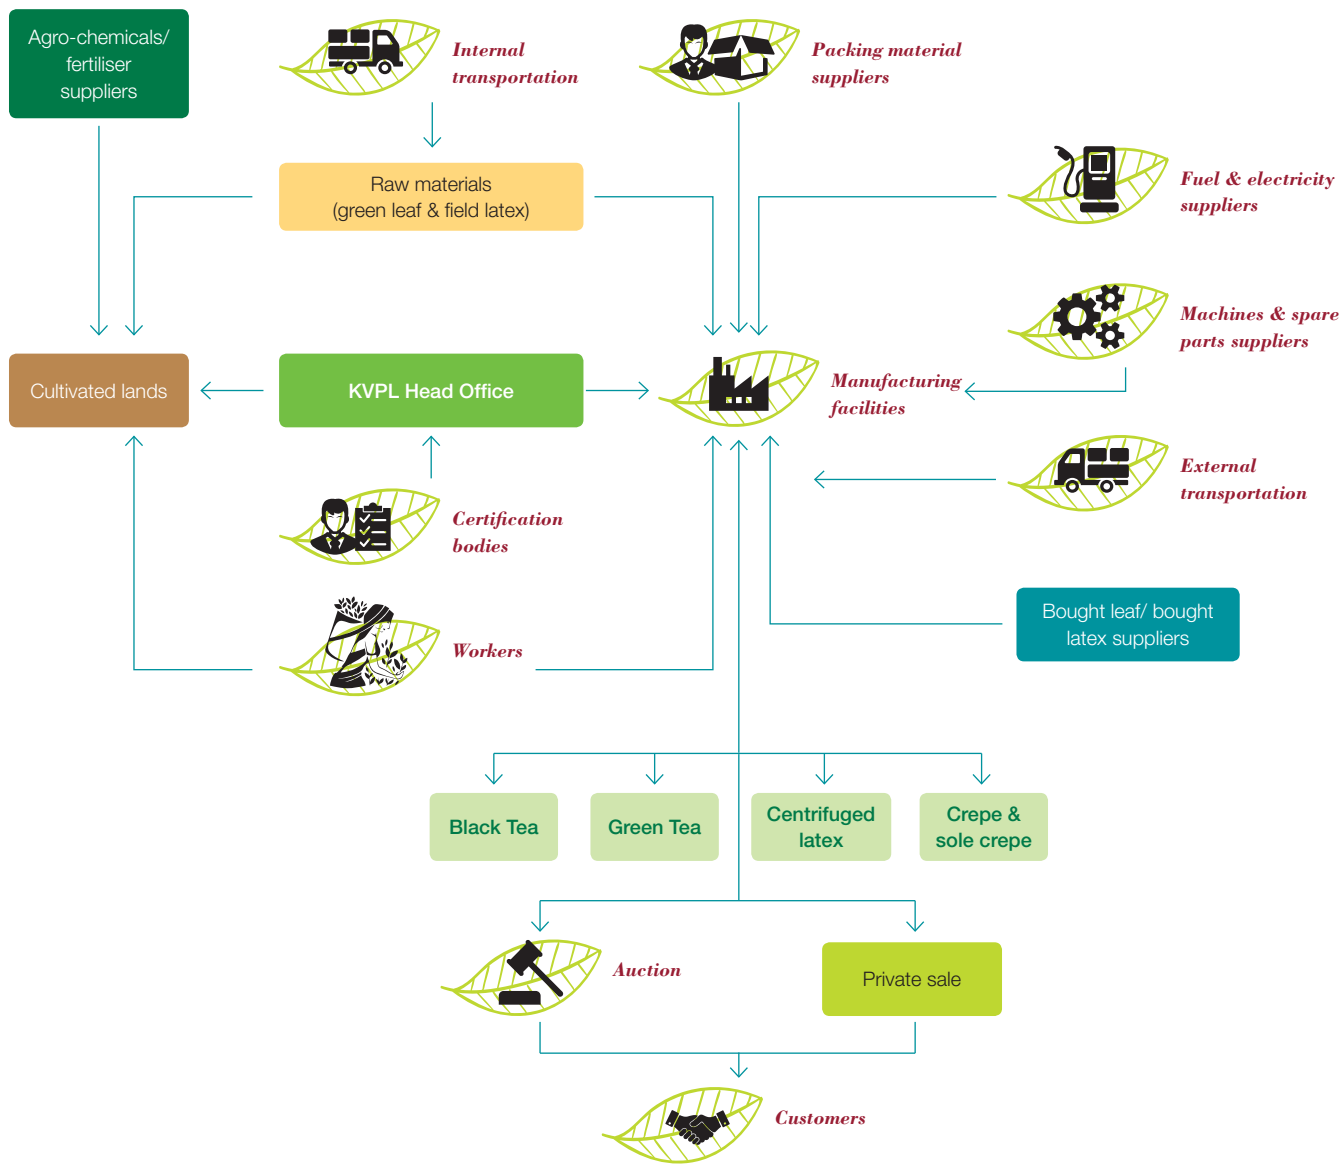 Agro-chemicals/
fertiliser
suppliers
Internal
transportation
Packing material
suppliers
Raw materials
(green leaf & field latex)
Fuel & electricity
suppliers
Machines & spare
parts suppliers
Cultivated lands
KVPL Head Office
Manufacturing
facilities
External
transportation
Certification
bodies
Bought leaf/ bought
latex suppliers
Workers
Black Tea
Green Tea
Centrifuged
latex
Crepe &
sole crepe
Auction
Private sale
Customers